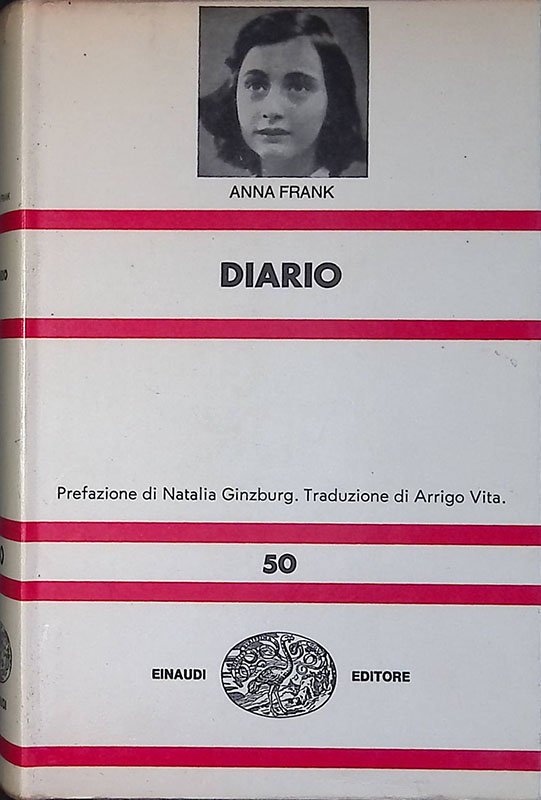 ANNA FRANK
DIARIO
Prefazione di Natalia Ginzburg. Traduzione di Arrigo Vita.
50
EINAUDI EDITORE